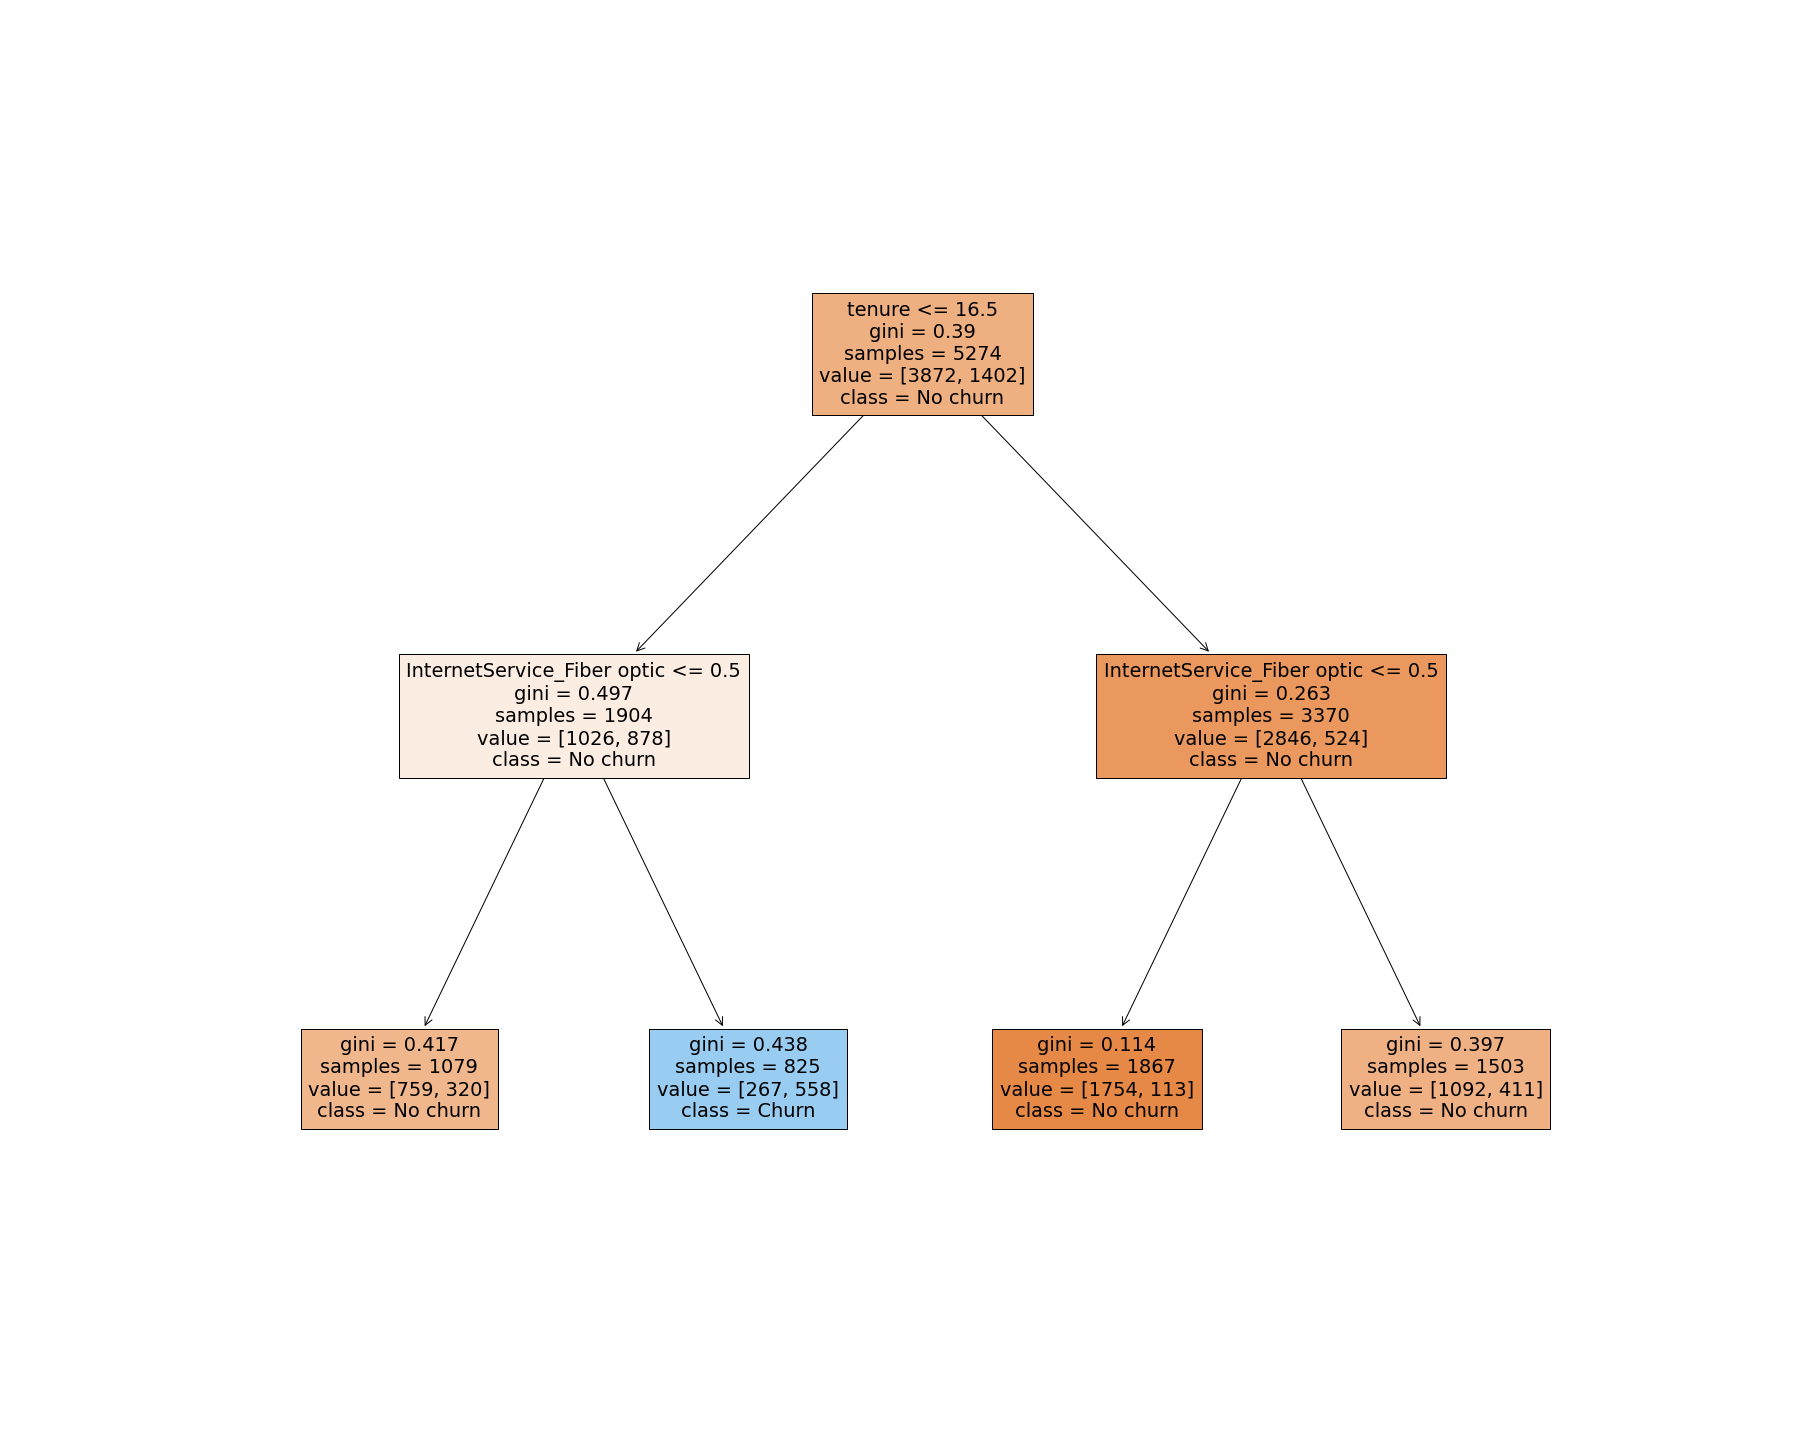 tenure <= 16.5
gini = 0.39
samples = 5274
value = [3872, 1402]
class = No churn
InternetService_Fiber optic <= 0.5
gini = 0.497
samples = 1904
value = [1026, 878]
class = No churn
InternetService_Fiber optic <= 0.5
gini = 0.263
samples = 3370
value = [2846, 524]
class = No churn
gini = 0.417
samples = 1079
value = [759, 320]
class = No churn
gini = 0.438
samples = 825
value = [267, 558]
class = Churn
gini = 0.114
samples = 1867
value = [1754, 113]
class = No churn
gini = 0.397
samples = 1503
value = [1092, 411]
class = No churn